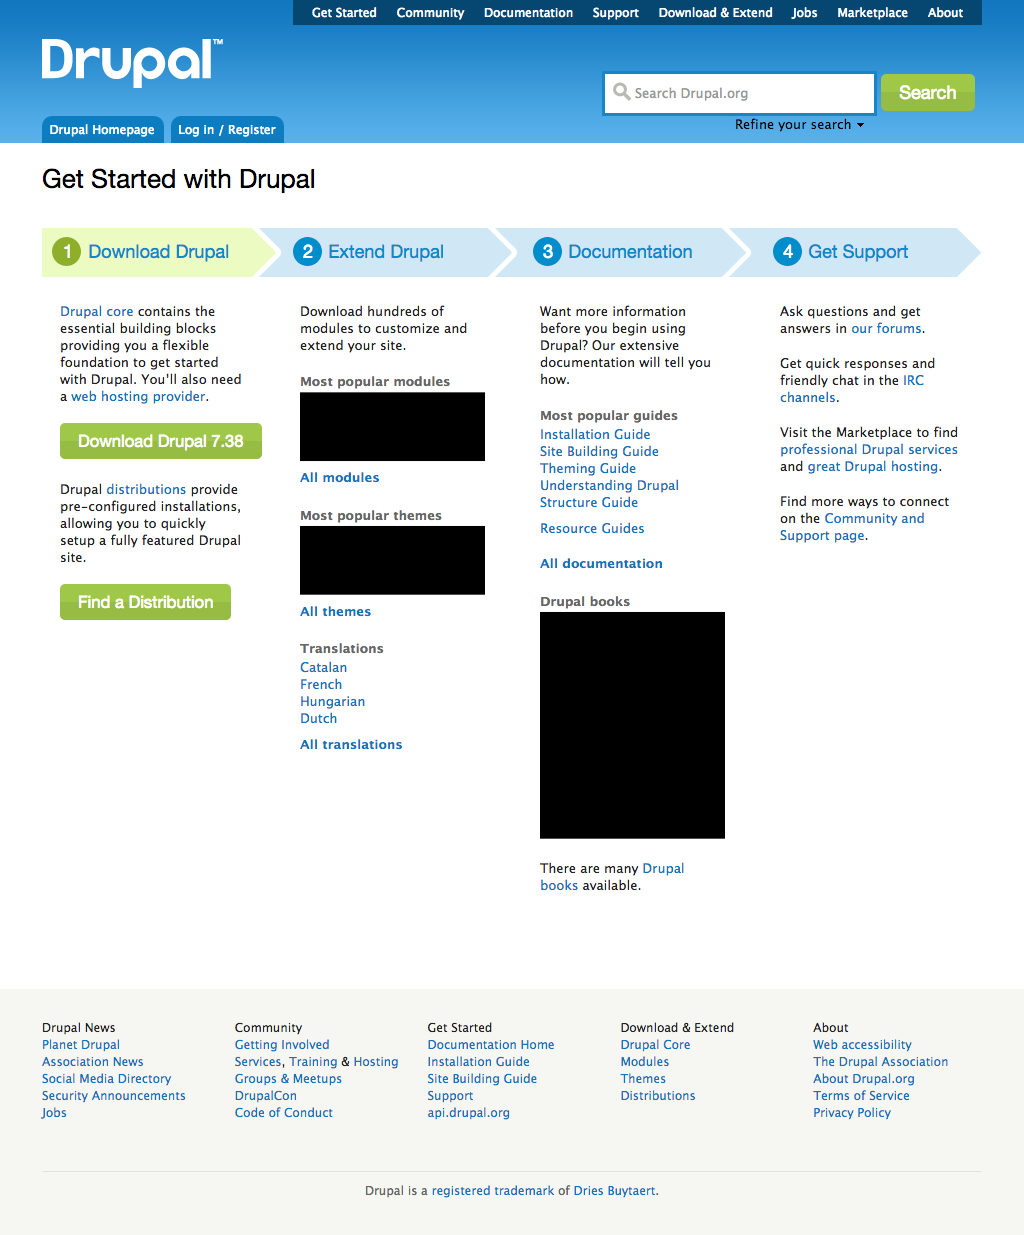 Get Started Community Documentation Support Download & Extend Jobs Marketplace About
Drupal™
Search Drupal.org Search
Refine your search
Drupal Homepage Log in / Register
Get Started with Drupal
1 Download Drupal
Drupal core contains the
essential building blocks
providing you a flexible
foundation to get started
with Drupal. You'll also need
a web hosting provider.
Download Drupal 7.38
Drupal distributions provide
pre-configured installations,
allowing you to quickly
setup a fully featured Drupal
site.
Find a Distribution
2 Extend Drupal
Download hundreds of
modules to customize and
extend your site.
Most popular modules
All modules
Most popular themes
All themes
Translations
Catalan
French
Hungarian
Dutch
All translations
3 Documentation
Want more information
before you begin using
Drupal? Our extensive
documentation will tell you
how.
Most popular guides
Installation Guide
Site Building Guide
Theming Guide
Understanding Drupal
Structure Guide
Resource Guides
All documentation
Drupal books
There are many Drupal
books available.
4 Get Support
Ask questions and get
answers in our forums.
Get quick responses and
friendly chat in the IRC
channels.
Visit the Marketplace to find
professional Drupal services
and great Drupal hosting.
Find more ways to connect
on the Community and
Support page.
Drupal News
Planet Drupal
Association News
Social Media Directory
Security Announcements
Jobs
Community
Getting Involved
Services, Training & Hosting
Groups & Meetups
DrupalCon
Code of Conduct
Get Started
Documentation Home
Installation Guide
Site Building Guide
Support
api.drupal.org
Download & Extend
Drupal Core
Modules
Themes
Distributions
About
Web accessibility
The Drupal Association
About Drupal.org
Terms of Service
Privacy Policy
Drupal is a registered trademark of Dries Buytaert.